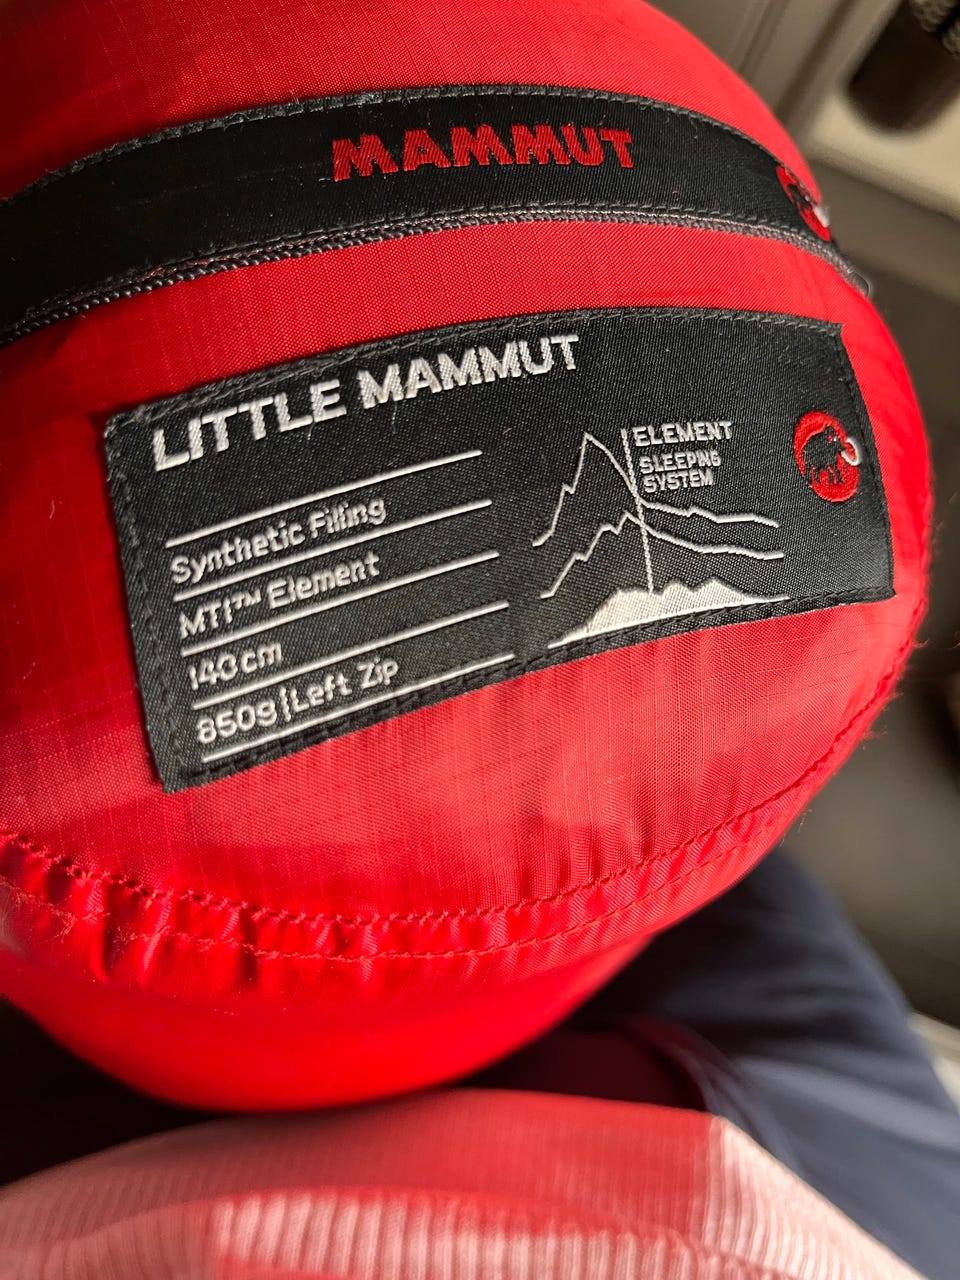 MAMMUT
LITTLE MAMMUT
Synthetic Filling
MTI™ Element
140cm
850g|Left Zip
ELEMENT
SLEEPING
SYSTEM